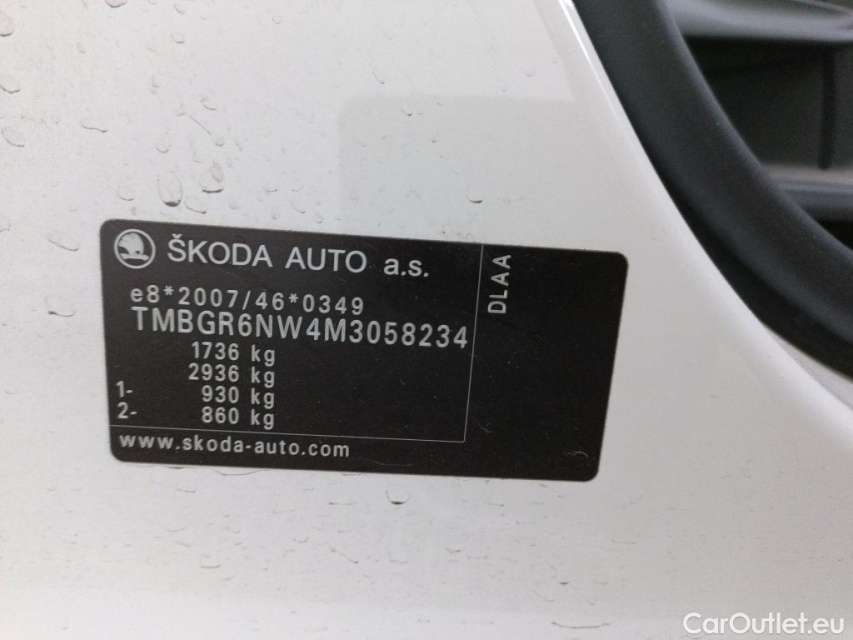 ŠKODA AUTO a.s.
DLAA
e8*2007/46*0349
TMBGR6NW4M3058234
1736 kg
2936 kg
1- 930 kg
2- 860 kg
www.skoda-auto.com
CarOutlet.eu